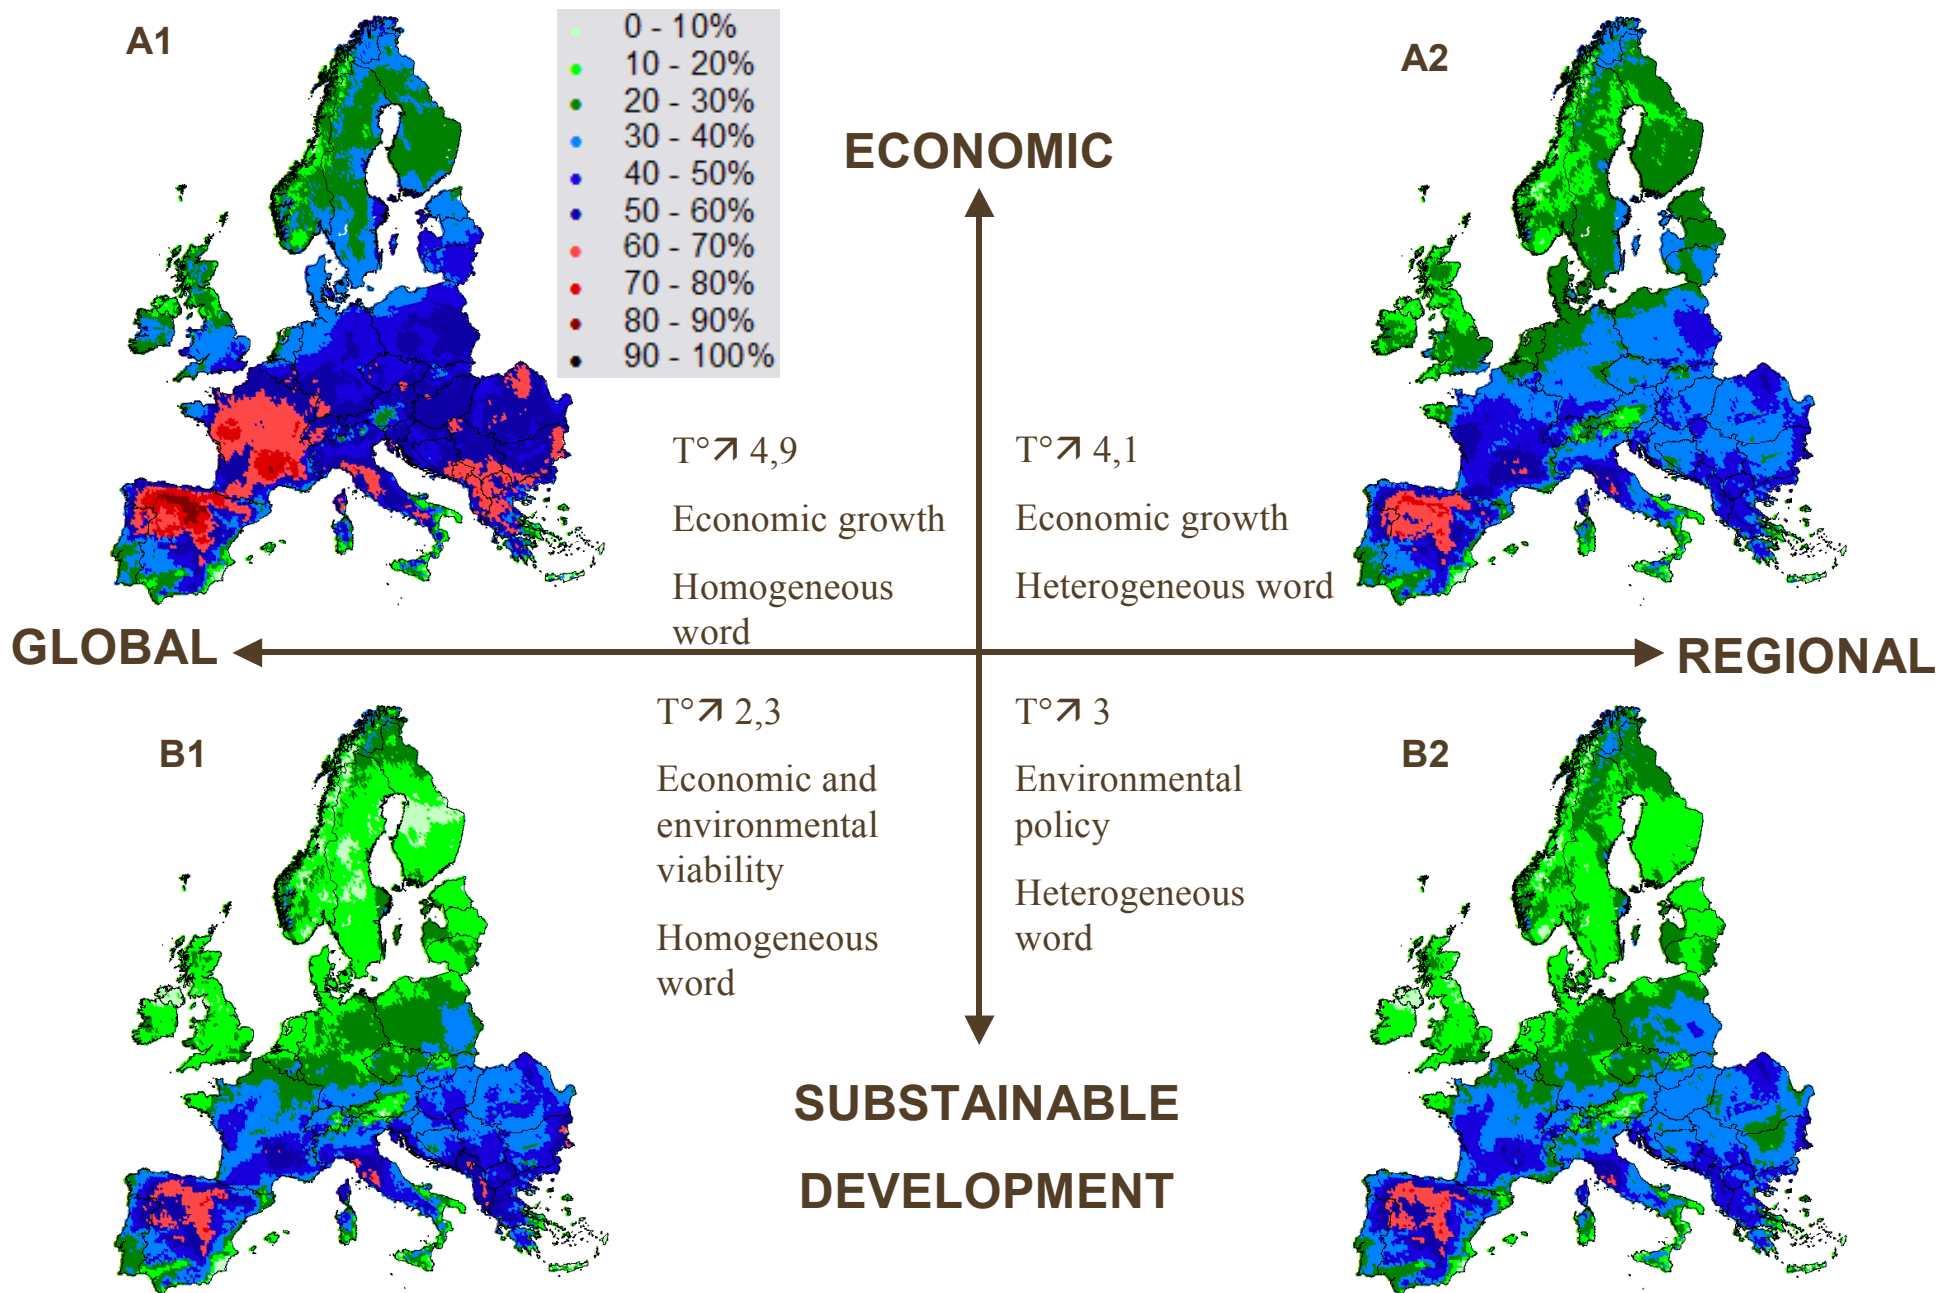 A1
0 - 10%
10 - 20%
20 - 30%
30 - 40%
40 - 50%
50 - 60%
60 - 70%
70 - 80%
80 - 90%
90 - 100%
A2
ECONOMIC
T°↗ 4,9
Economic growth
Homogeneous
word
T°↗ 4,1
Economic growth
Heterogeneous word
GLOBAL
REGIONAL
B1
T°↗ 2,3
Economic and
environmental
viability
Homogeneous
word
T°↗ 3
Environmental
policy
Heterogeneous
word
B2
SUBSTAINABLE
DEVELOPMENT